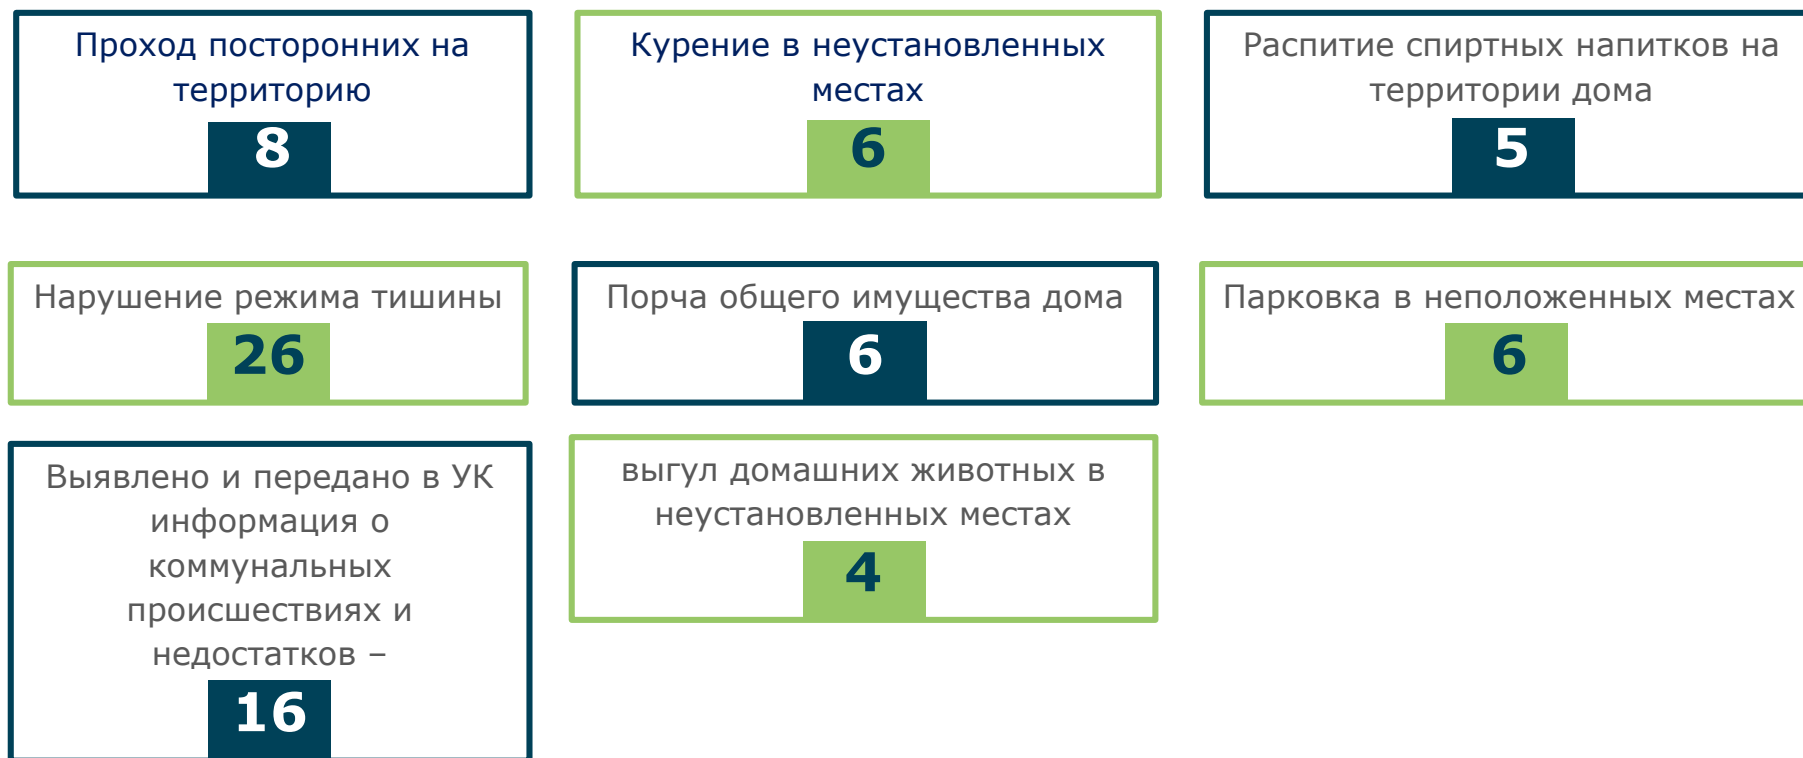 Проход посторонних на
территорию
8
Курение в неустановленных
местах
6
Распитие спиртных напитков на
территории дома
5
Нарушение режима тишины
26
Порча общего имущества дома
6
Парковка в неположенных местах
6
Выявлено и передано в УК
информация о
коммунальных
происшествиях и
недостатков –
16
выгул домашних животных в
неустановленных местах
4